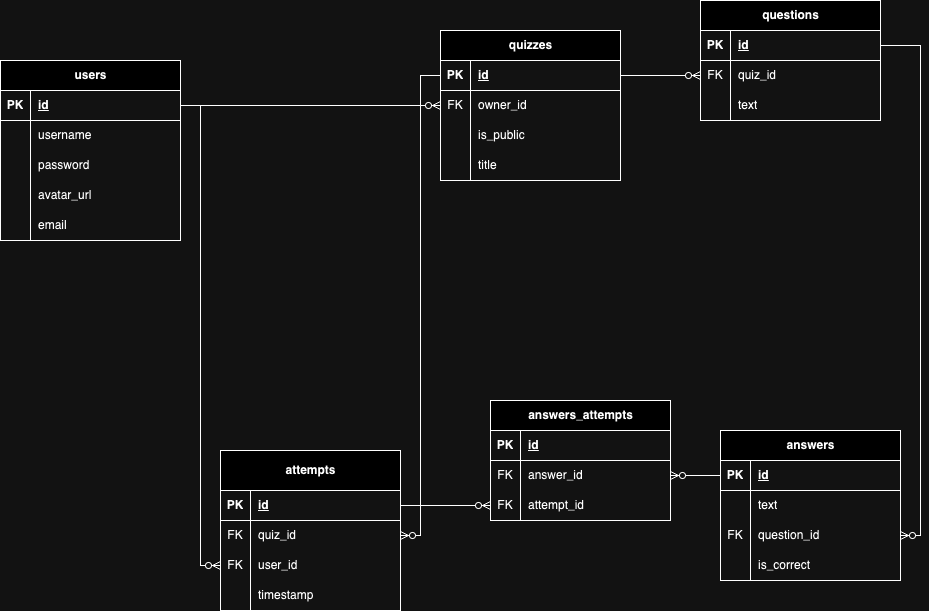 users
PK id
username
password
avatar_url
email
quizzes
PK id
FK owner_id
is_public
title
questions
PK id
FK quiz_id
text
attempts
PK id
FK quiz_id
FK user_id
timestamp
answers_attempts
PK id
FK answer_id
FK attempt_id
answers
PK id
text
FK question_id
is_correct